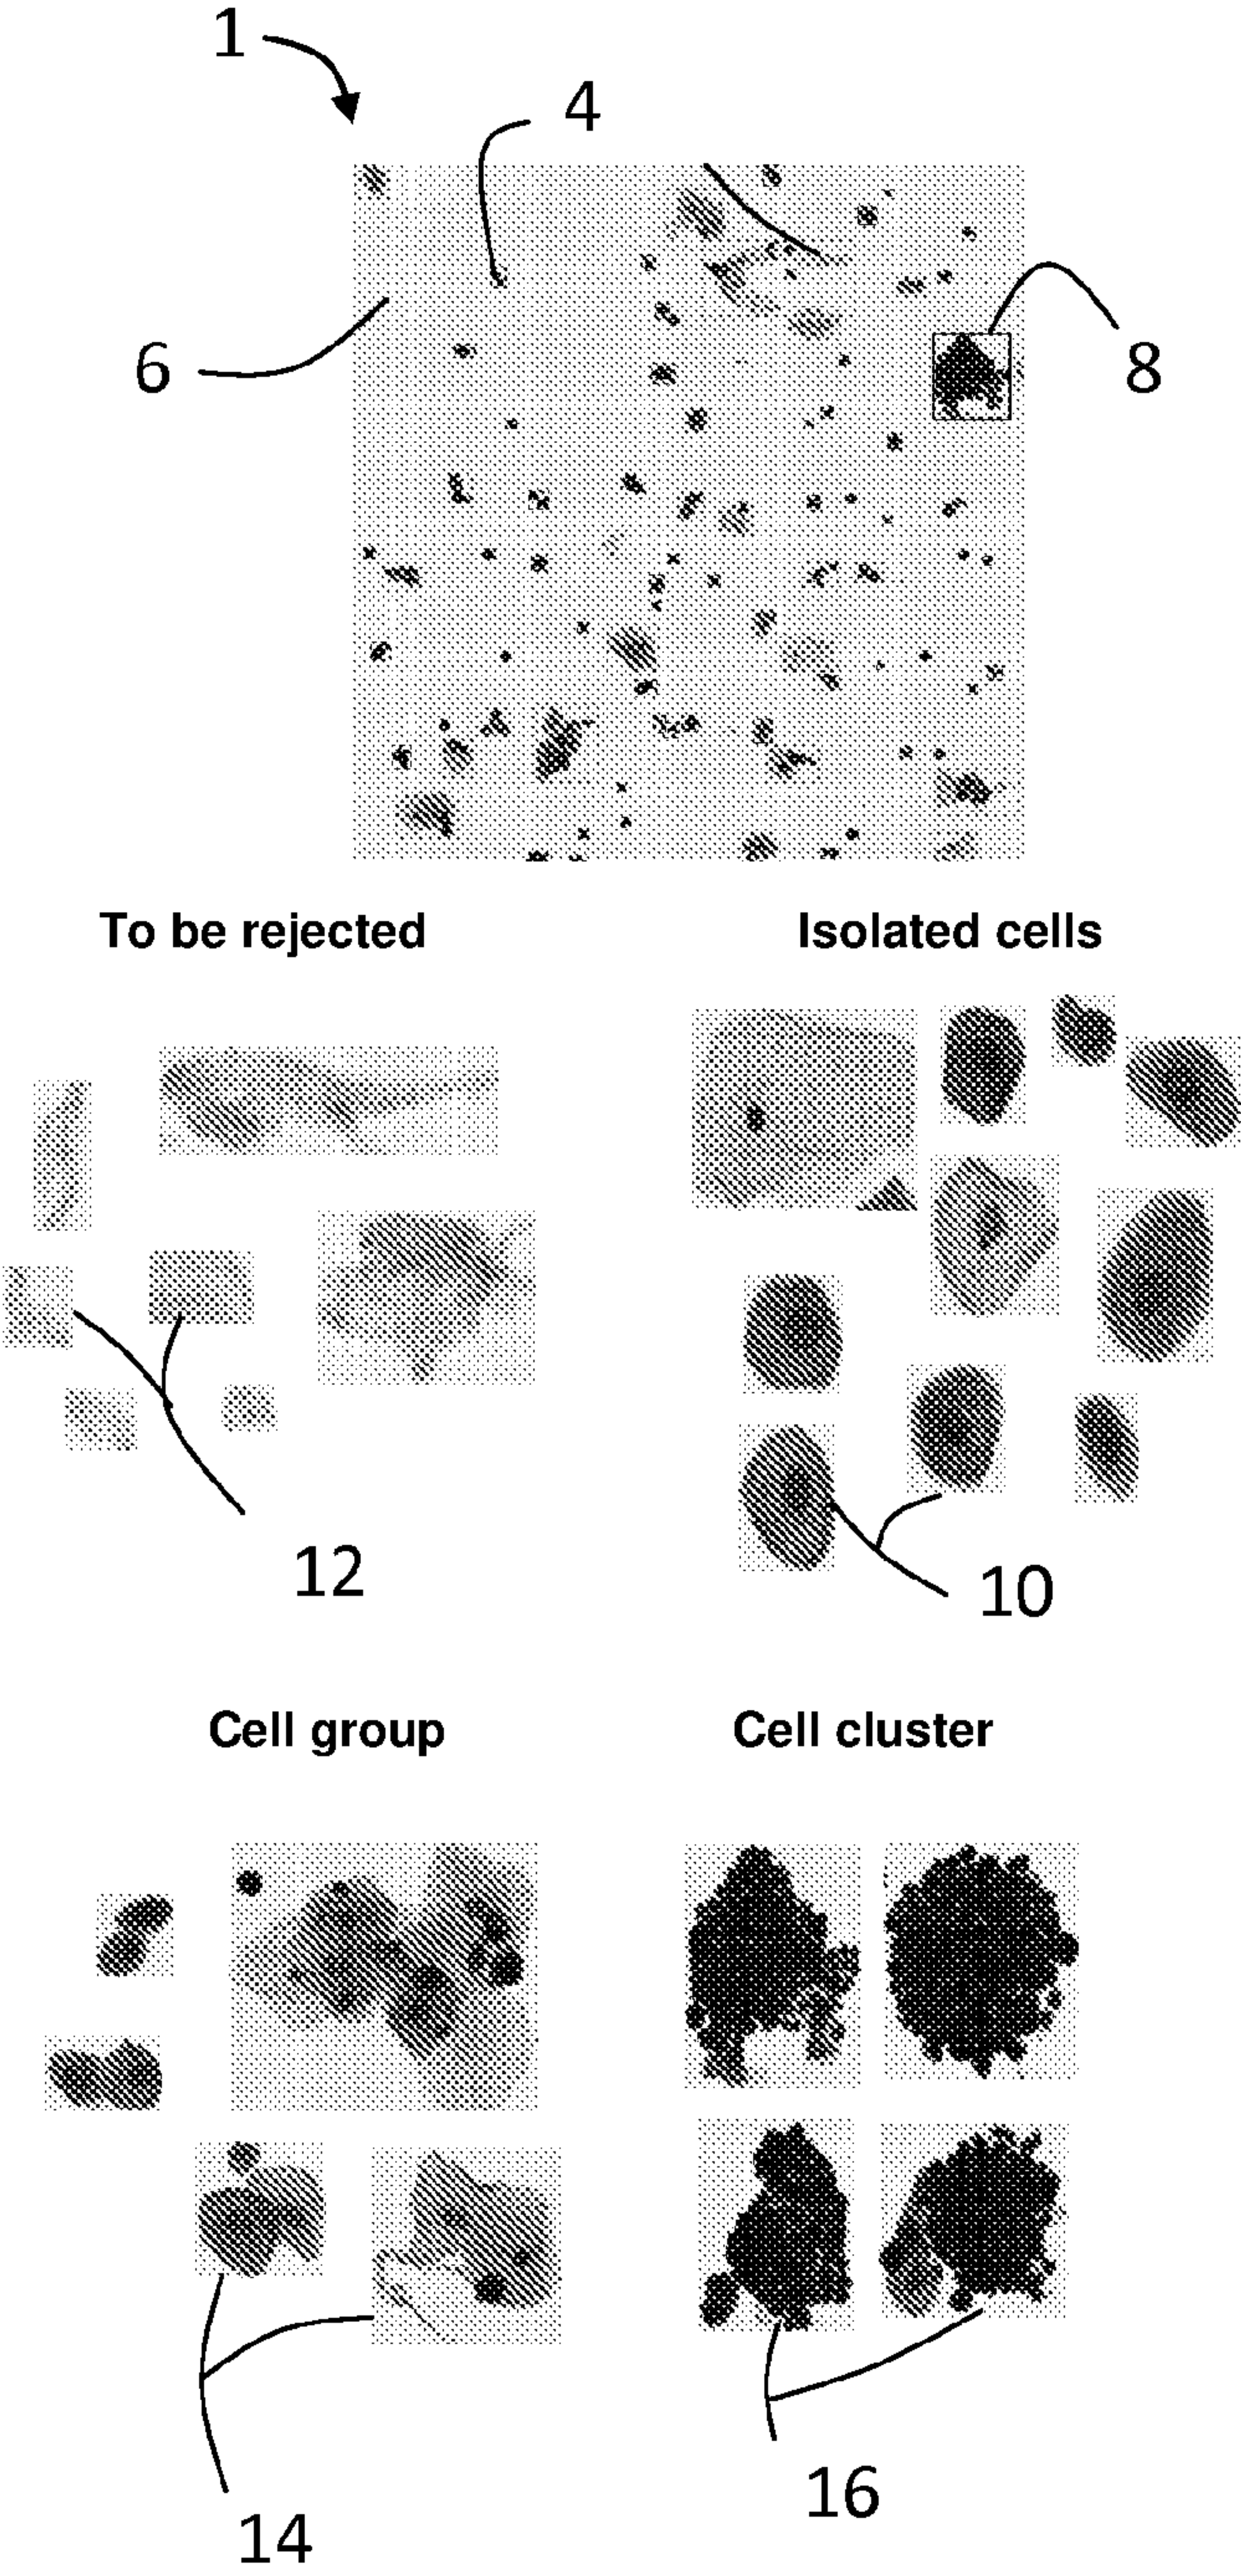 1
4
6
8
To be rejected
Isolated cells
12
10
Cell group
Cell cluster
14
16